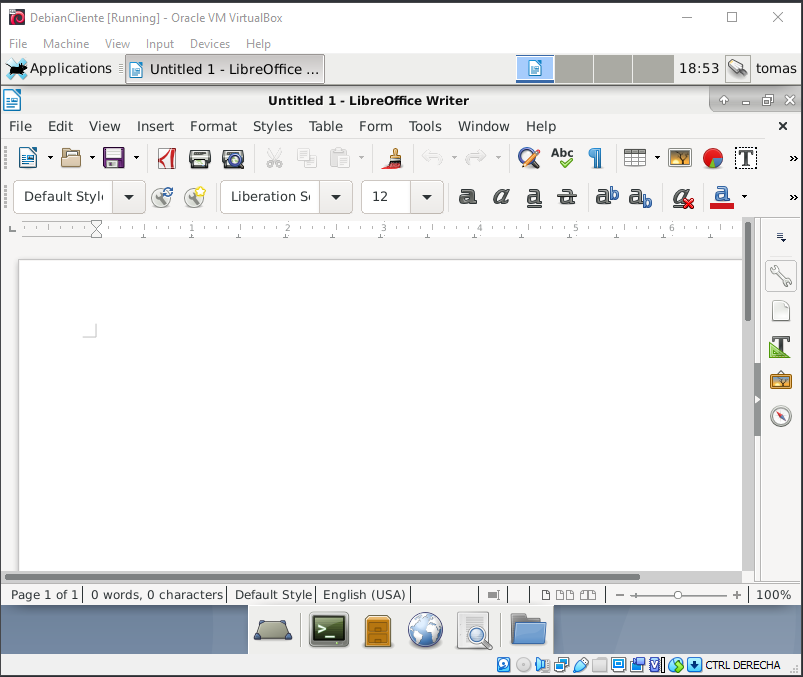 DebianCliente [Running] - Oracle VM VirtualBox
File Machine View Input Devices Help
Applications Untitled 1 - LibreOffice ... 18:53 tomas
Untitled 1 - LibreOffice Writer
File Edit View Insert Format Styles Table Form Tools Window Help
Abc T
Default Style Liberation Se 12 a a a a ab ab a a
1 2 3 4 5 6
Page 1 of 1 0 words, 0 characters Default Style English (USA) 100%
CTRL DERECHA